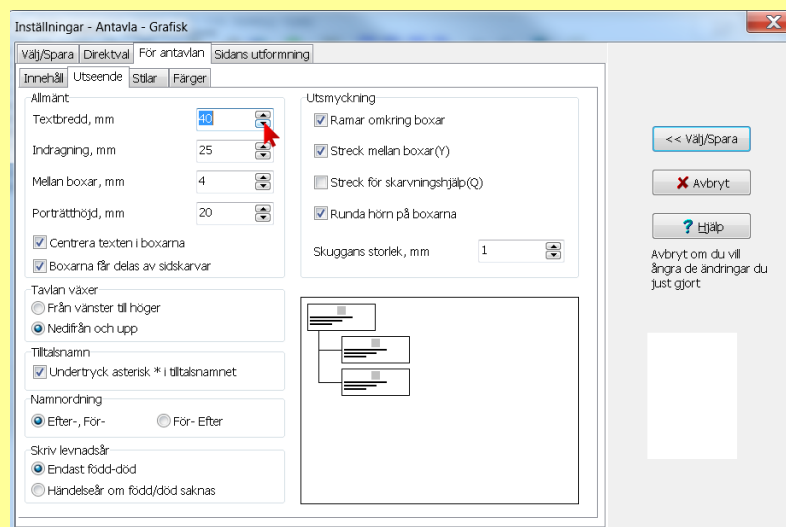 Inställningar - Antavla - Grafisk
Välj/Spara
Direktval
För antavlan
Sidans utformning
Innehåll
Utseende
Stilar
Färger
Allmänt
Textbredd, mm
40
Indragning, mm
25
Mellan boxar, mm
4
Porträtthöjd, mm
20
Centrera texten i boxarna
Boxarna får delas av sidskarvar
Tavlan växer
Från vänster till höger
Nedifrån och upp
Tilltalsnamn
Undertryck asterisk * i tilltalsnamnet
Namnordning
Efter-, För-
För- Efter
Skriv levnadsår
Endast född-död
Händelseår om född/död saknas
Utsmyckning
Ramar omkring boxar
Streck mellan boxar(Y)
Streck för skarvningshjälp(Q)
Runda hörn på boxarna
Skuggans storlek, mm
1
<< Välj/Spara
Avbryt
? Hjälp
Avbryt om du vill
ångra de ändringar du
just gjort